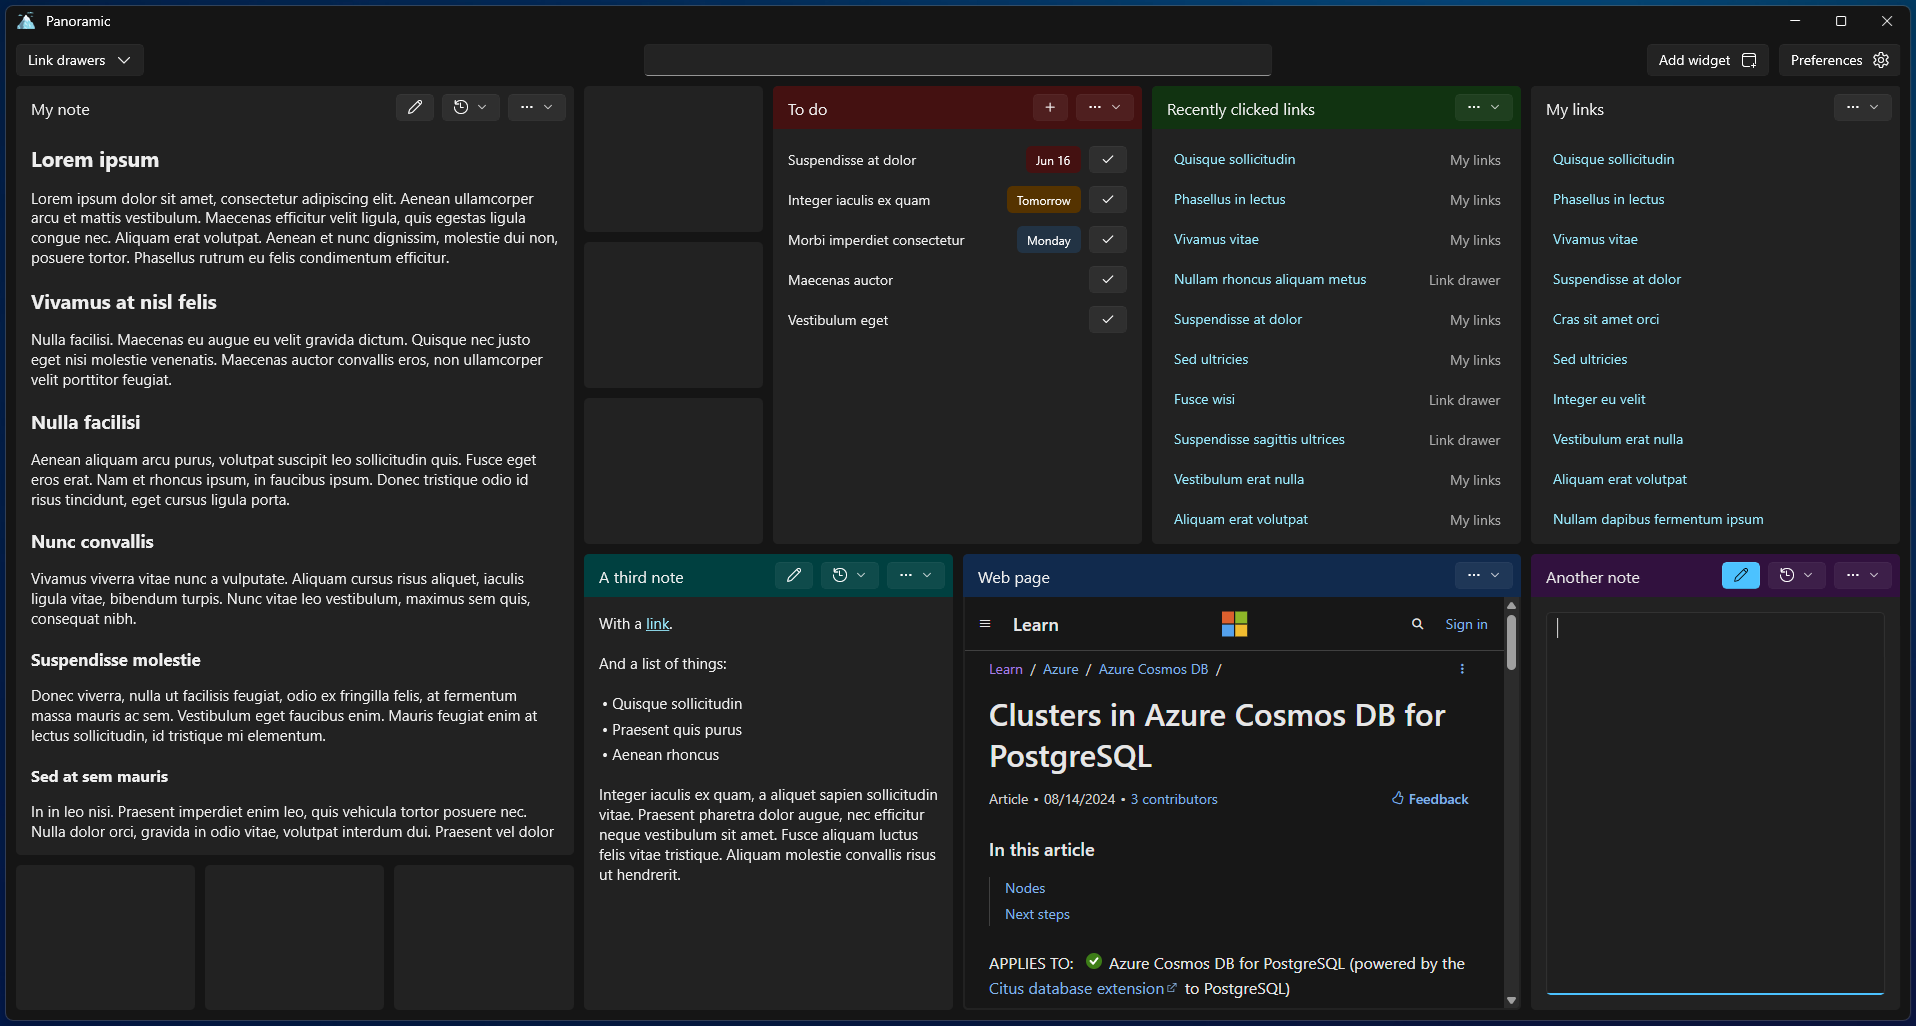 Panoramic
Link drawers
Add widget
Preferences
My note
Lorem ipsum
Lorem ipsum dolor sit amet, consectetur adipiscing elit. Aenean ullamcorper
arcu et mattis vestibulum. Maecenas efficitur velit ligula, quis egestas ligula
congue nec. Aliquam erat volutpat. Aenean et nunc dignissim, molestie dui non,
posuere tortor. Phasellus rutrum eu felis condimentum efficitur.
Vivamus at nisl felis
Nulla facilisi. Maecenas eu augue eu velit gravida dictum. Quisque nec justo
eget nisi molestie venenatis. Maecenas auctor convallis eros, non ullamcorper
velit porttitor feugiat.
Nulla facilisi
Aenean aliquam arcu purus, volutpat suscipit leo sollicitudin quis. Fusce eget
eros erat. Nam et rhoncus ipsum, in faucibus ipsum. Donec tristique odio id
risus tincidunt, eget cursus ligula porta.
Nunc convallis
Vivamus viverra vitae nunc a vulputate. Aliquam cursus risus aliquet, iaculis
ligula vitae, bibendum turpis. Nunc vitae leo vestibulum, maximus sem quis,
consequat nibh.
Suspendisse molestie
Donec viverra, nulla ut facilisis feugiat, odio ex fringilla felis, at fermentum
massa mauris ac sem. Vestibulum eget faucibus enim. Mauris feugiat enim at
lectus sollicitudin, id tristique mi elementum.
Sed at sem mauris
In in leo nisi. Praesent imperdiet enim leo, quis vehicula tortor posuere nec.
Nulla dolor orci, gravida in odio vitae, volutpat interdum dui. Praesent vel dolor
To do
Suspendisse at dolor Jun 16
Integer iaculis ex quam Tomorrow
Morbi imperdiet consectetur Monday
Maecenas auctor
Vestibulum eget
Recently clicked links
Quisque sollicitudin My links
Phasellus in lectus My links
Vivamus vitae My links
Nullam rhoncus aliquam metus Link drawer
Suspendisse at dolor My links
Sed ultricies My links
Fusce wisi Link drawer
Suspendisse sagittis ultrices Link drawer
Vestibulum erat nulla My links
Aliquam erat volutpat My links
My links
Quisque sollicitudin
Phasellus in lectus
Vivamus vitae
Suspendisse at dolor
Cras sit amet orci
Sed ultricies
Integer eu velit
Vestibulum erat nulla
Aliquam erat volutpat
Nullam dapibus fermentum ipsum
A third note
With a link.
And a list of things:
• Quisque sollicitudin
• Praesent quis purus
• Aenean rhoncus
Integer iaculis ex quam, a aliquet sapien sollicitudin
vitae. Praesent pharetra dolor augue, nec efficitur
neque vestibulum sit amet. Fusce aliquam luctus
felis vitae tristique. Aliquam molestie convallis risus
ut hendrerit.
Web page
Learn
Sign in
Learn / Azure / Azure Cosmos DB /
Clusters in Azure Cosmos DB for
PostgreSQL
Article • 08/14/2024 • 3 contributors
Feedback
In this article
Nodes
Next steps
APPLIES TO: Azure Cosmos DB for PostgreSQL (powered by the
Citus database extension to PostgreSQL)
Another note